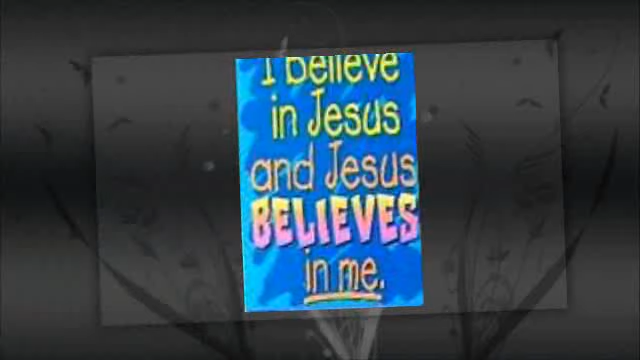 I believe
in Jesus
and Jesus
BELIEVES
in me.